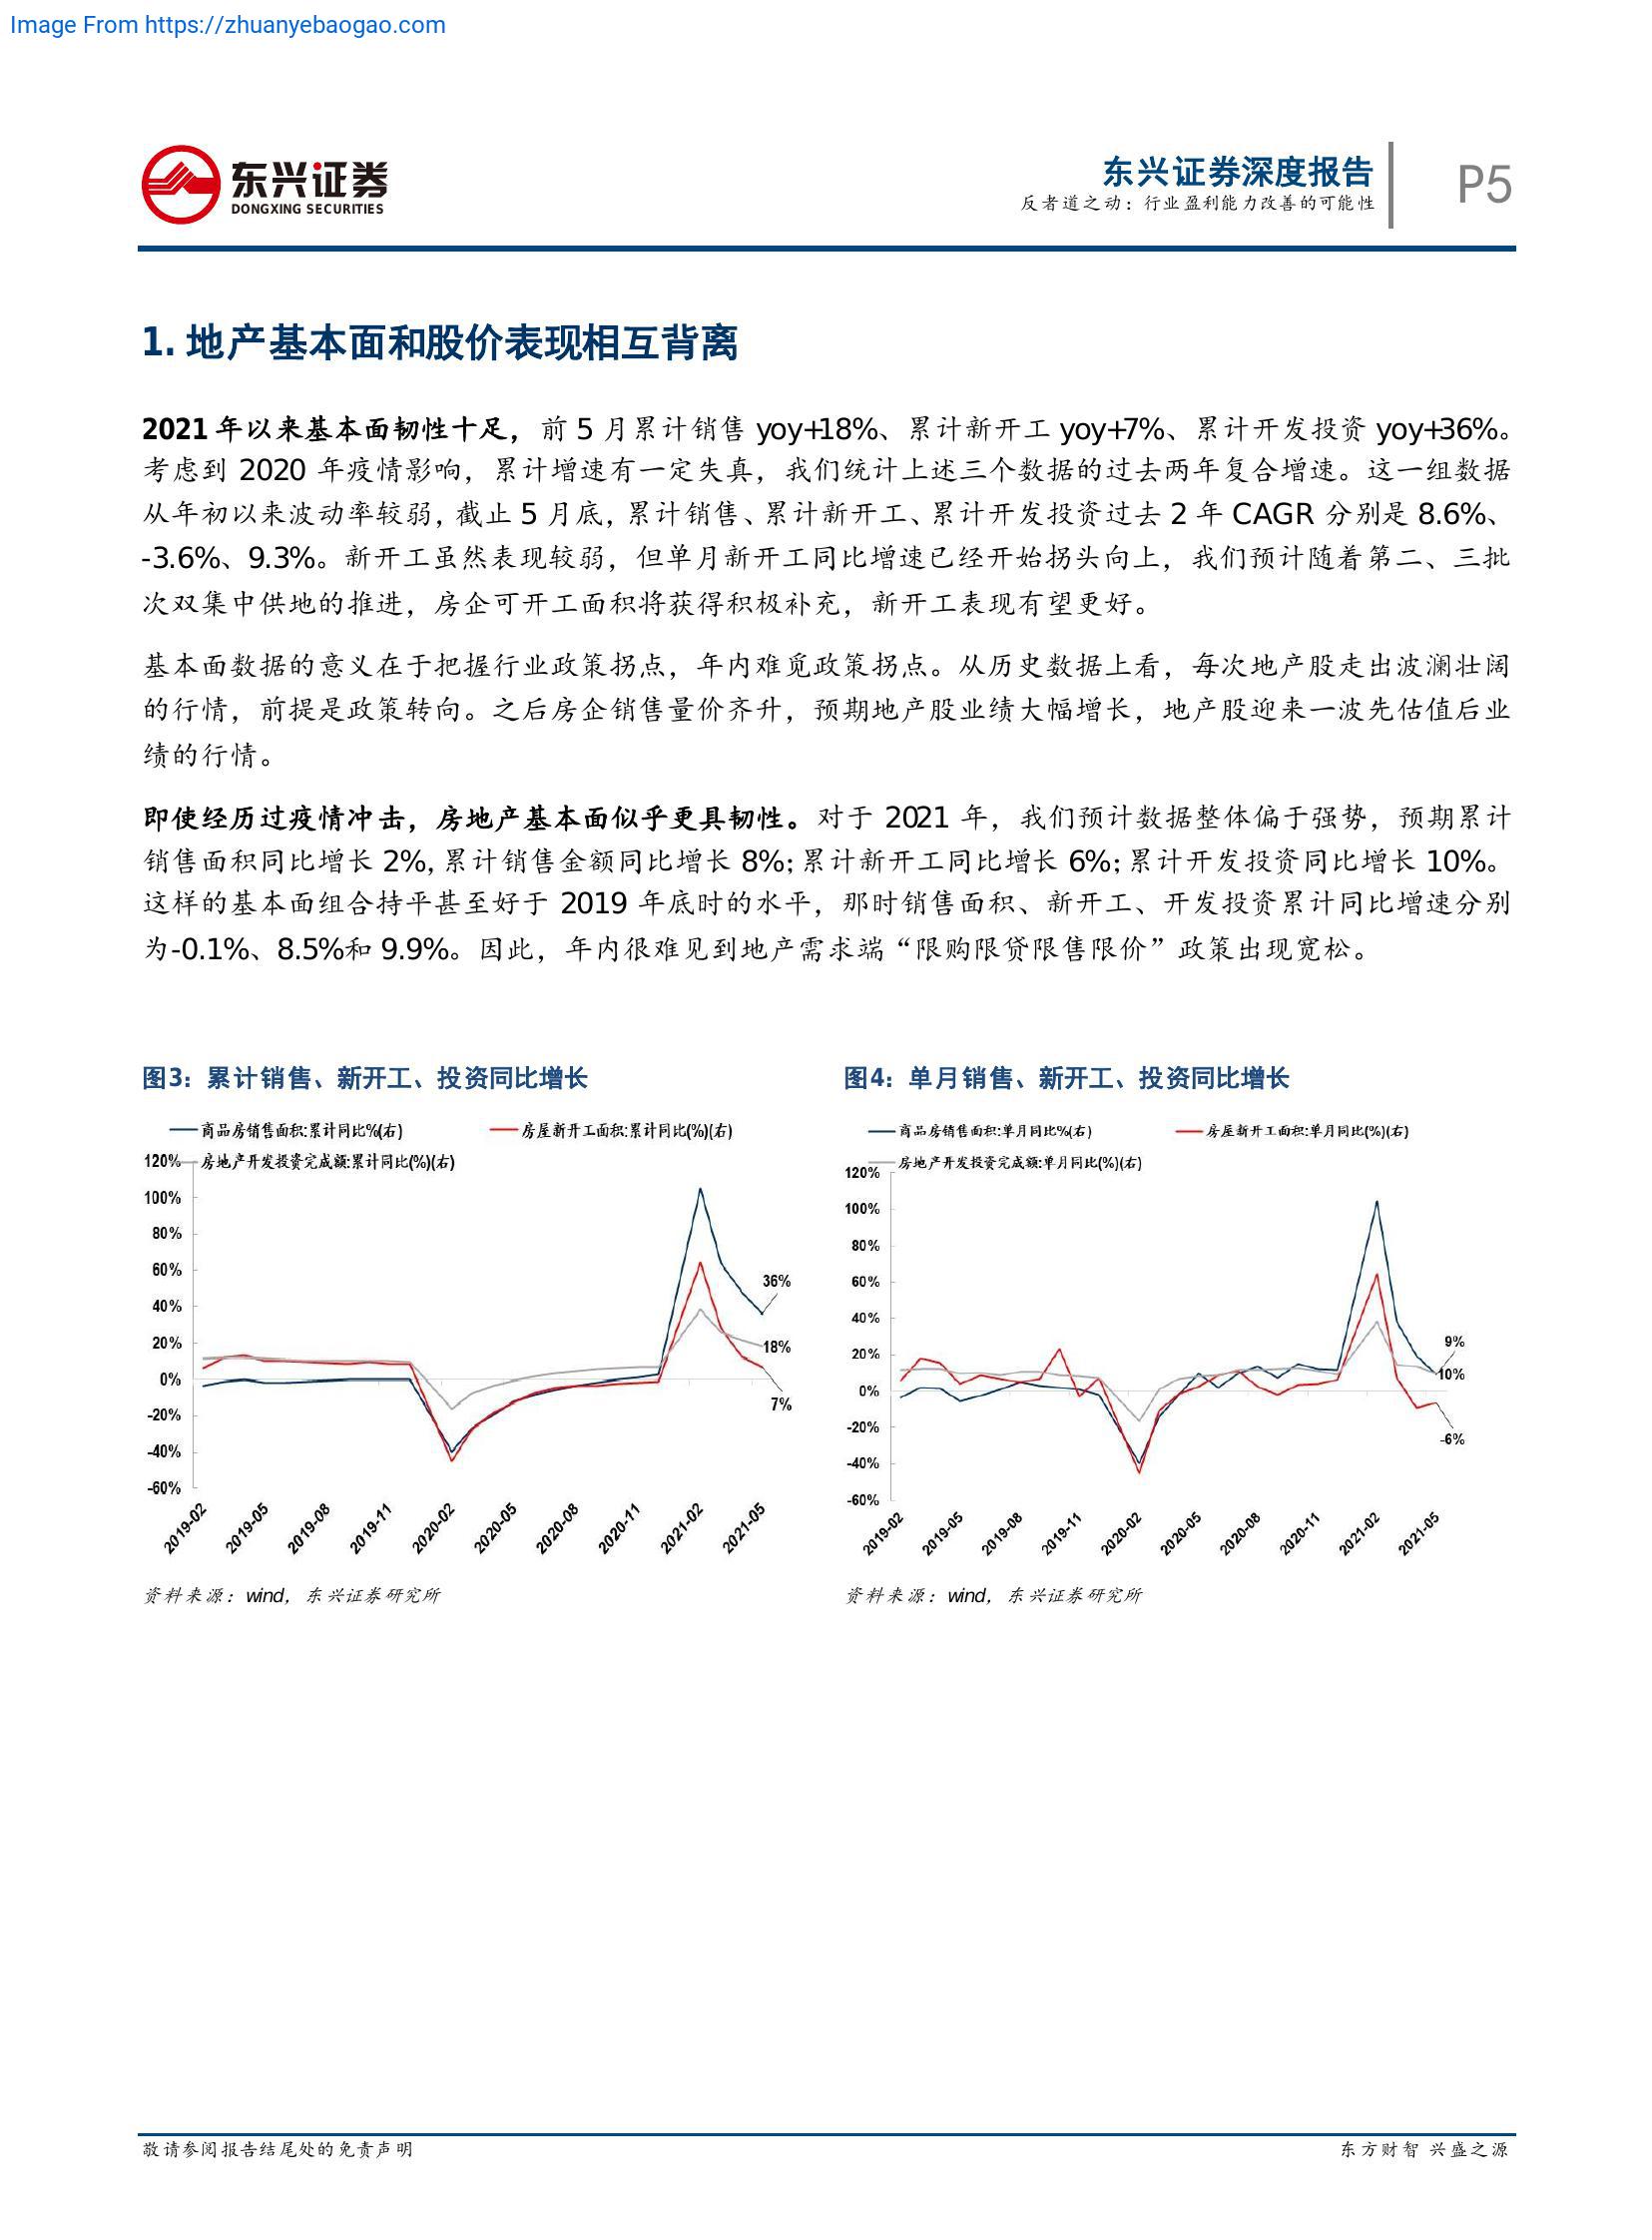 Image From https://zhuanyebaogao.com
东兴证券
DONGXING SECURITIES
东兴证券深度报告
反者道之动：行业盈利能力改善的可能性
P5
1. 地产基本面和股价表现相互背离
2021 年以来基本面韧性十足，前 5 月累计销售 yoy+18%、累计新开工 yoy+7%、累计开发投资 yoy+36%。
考虑到 2020 年疫情影响，累计增速有一定失真，我们统计上述三个数据的过去两年复合增速。这一组数据
从年初以来波动率较弱，截止 5 月底，累计销售、累计新开工、累计开发投资过去 2 年 CAGR 分别是 8.6%、
-3.6%、9.3%。新开工虽然表现较弱，但单月新开工同比增速已经开始拐头向上，我们预计随着第二、三批
次双集中供地的推进，房企可开工面积将获得积极补充，新开工表现有望更好。
基本面数据的意义在于把握行业政策拐点，年内难觅政策拐点。从历史数据上看，每次地产股走出波澜壮阔
的行情，前提是政策转向。之后房企销售量价齐升，预期地产股业绩大幅增长，地产股迎来一波先估值后业
绩的行情。
即使经历过疫情冲击，房地产基本面似乎更具韧性。对于 2021 年，我们预计数据整体偏于强势，预期累计
销售面积同比增长 2%，累计销售金额同比增长 8%；累计新开工同比增长 6%；累计开发投资同比增长 10%。
这样的基本面组合持平甚至好于 2019 年底时的水平，那时销售面积、新开工、开发投资累计同比增速分别
为-0.1%、8.5%和 9.9%。因此，年内很难见到地产需求端“限购限贷限售限价”政策出现宽松。
图3：累计销售、新开工、投资同比增长
商品房销售面积:累计同比%(右)
房屋新开工面积:累计同比(%)(右)
房地产开发投资完成额:累计同比(%)(右)
120%
100%
80%
60%
40%
20%
0%
-20%
-40%
-60%
36%
18%
7%
2019-02
2019-05
2019-08
2019-11
2020-02
2020-05
2020-08
2020-11
2021-02
2021-05
资料来源：wind，东兴证券研究所
图4：单月销售、新开工、投资同比增长
商品房销售面积:单月同比%(右)
房屋新开工面积:单月同比(%)(右)
房地产开发投资完成额:单月同比(%)(右)
120%
100%
80%
60%
40%
20%
0%
-20%
-40%
-60%
9%
10%
-6%
2019-02
2019-05
2019-08
2019-11
2020-02
2020-05
2020-08
2020-11
2021-02
2021-05
资料来源：wind，东兴证券研究所
敬请参阅报告结尾处的免责声明
东方财智 兴盛之源